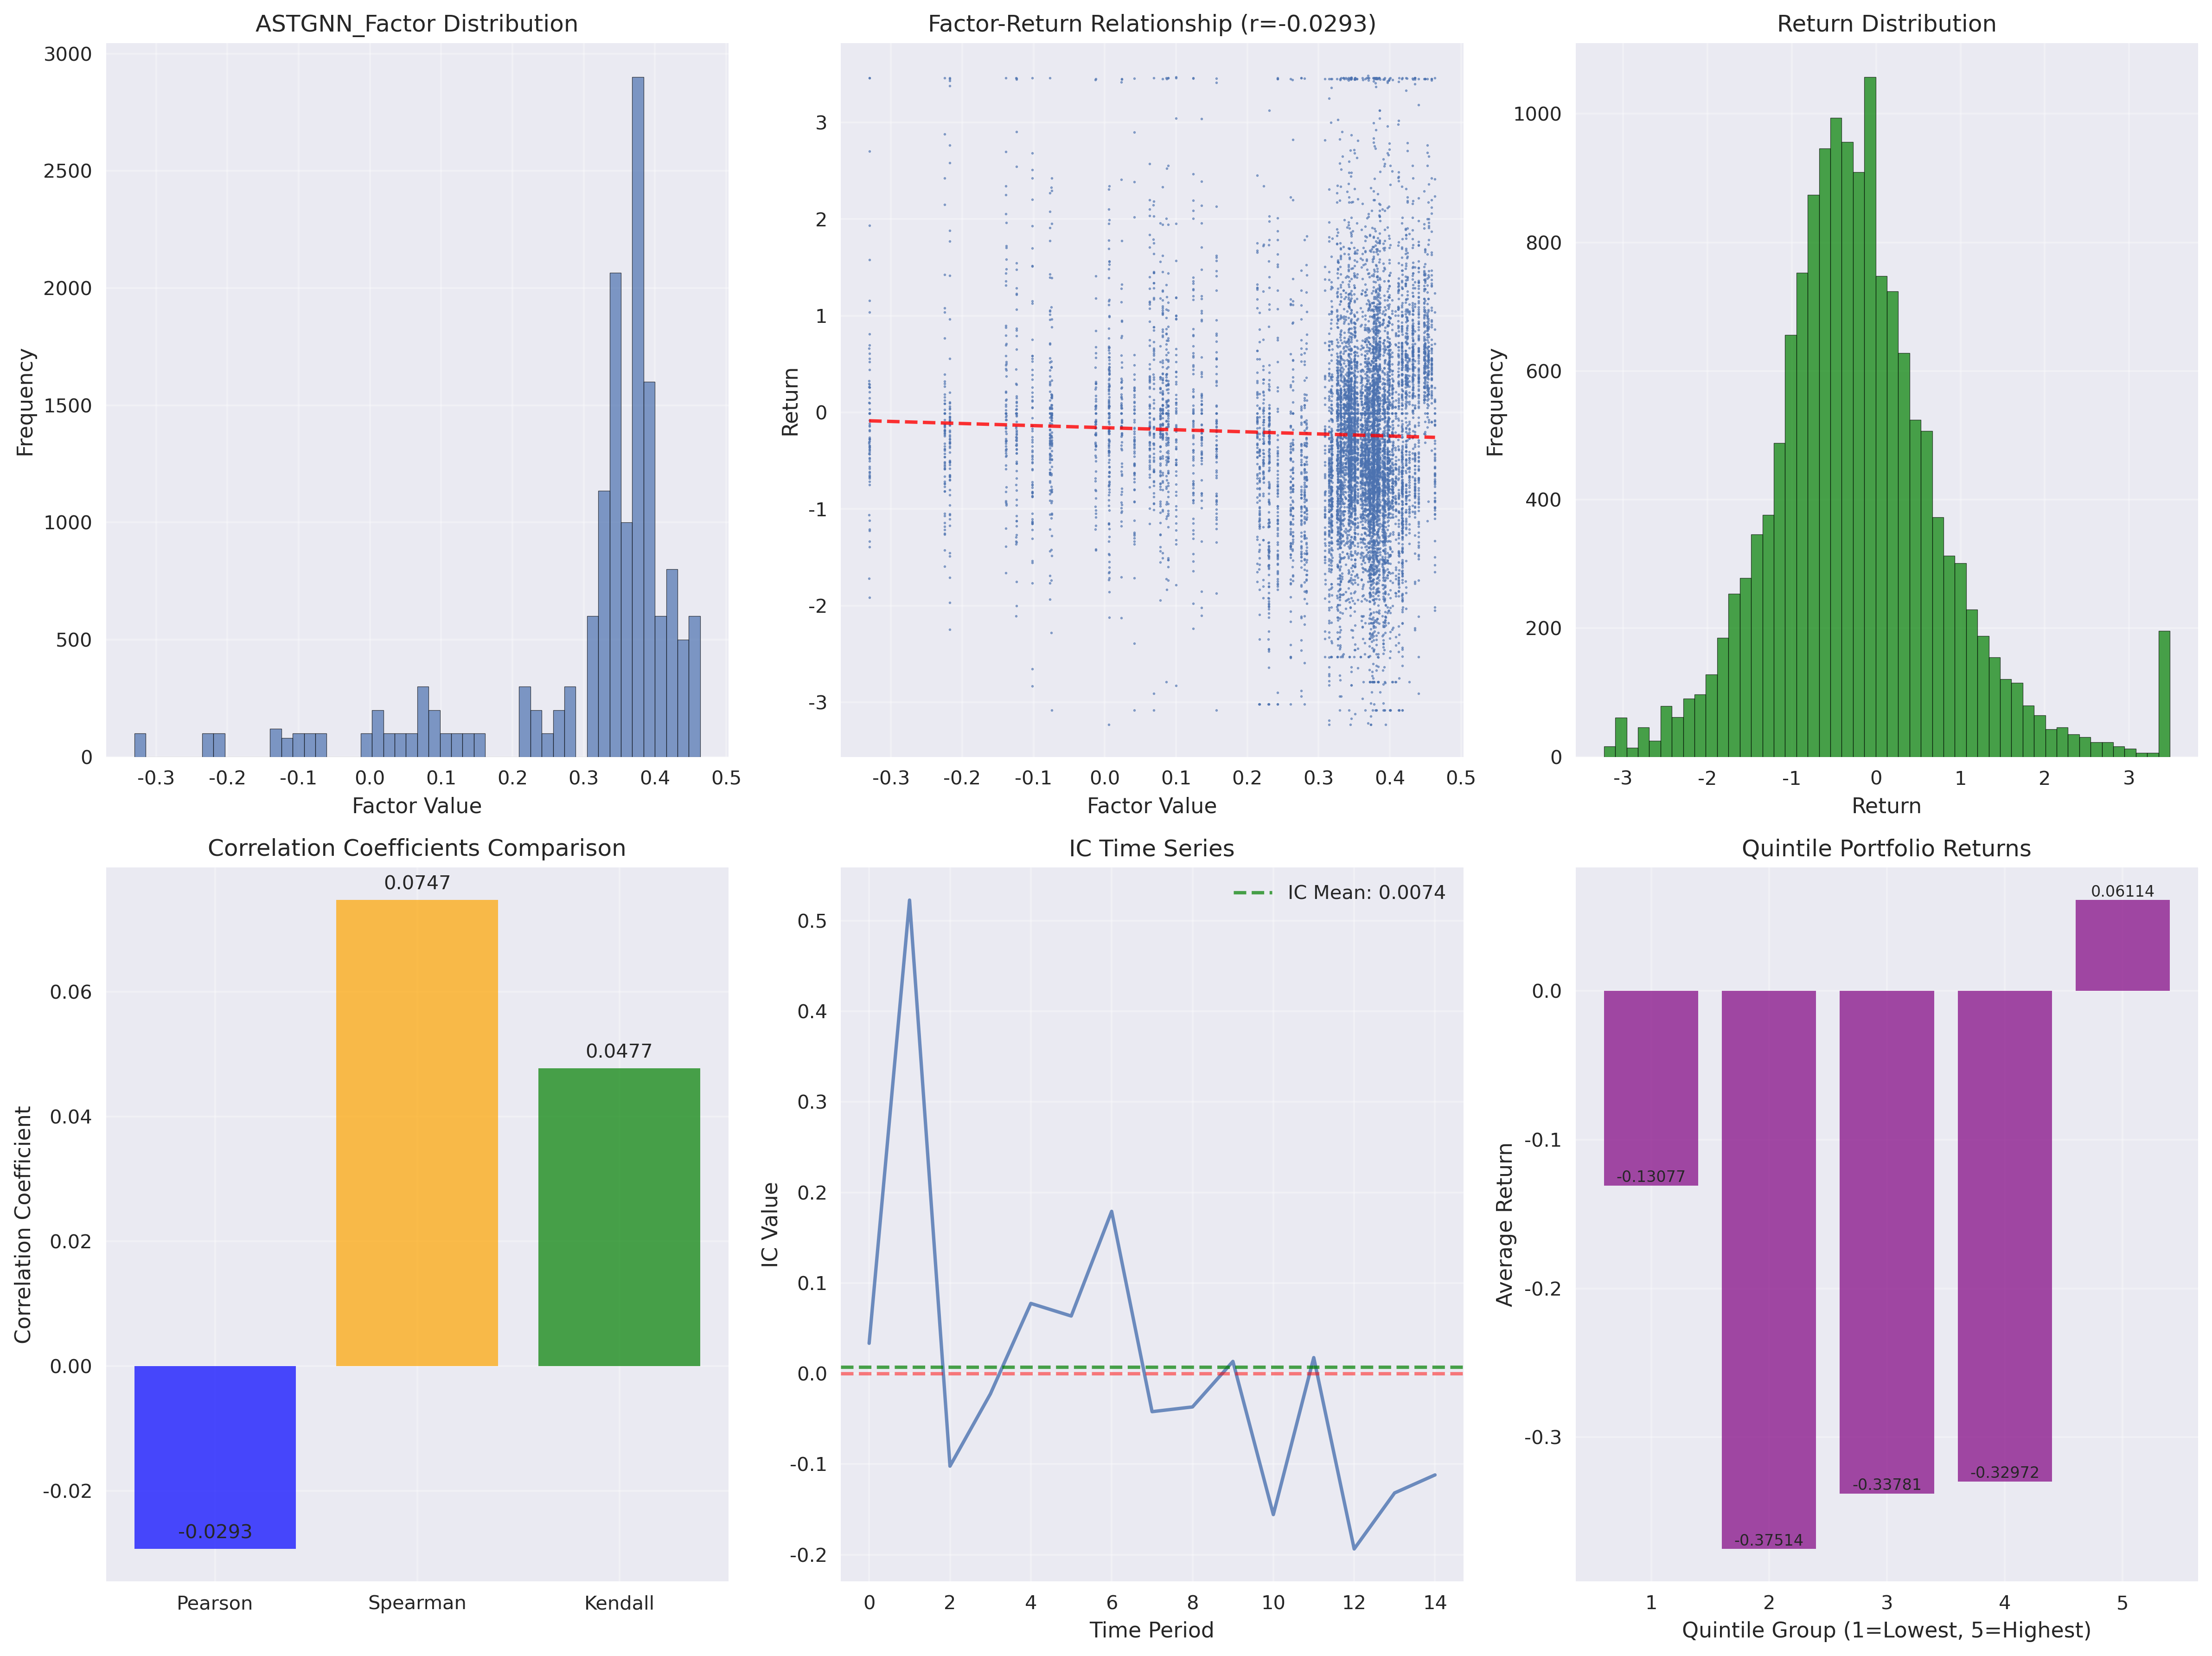 ASTGNN_Factor Distribution
3000
2500
2000
1500
1000
500
0
Frequency
-0.3 -0.2 -0.1 0.0 0.1 0.2 0.3 0.4 0.5
Factor Value
Factor-Return Relationship (r=-0.0293)
3
2
1
0
-1
-2
-3
Return
-0.3 -0.2 -0.1 0.0 0.1 0.2 0.3 0.4 0.5
Factor Value
Return Distribution
1000
800
600
400
200
0
Frequency
-3 -2 -1 0 1 2 3
Return
Correlation Coefficients Comparison
0.06
0.04
0.02
0.00
-0.02
Correlation Coefficient
0.0747
0.0477
-0.0293
Pearson Spearman Kendall
IC Time Series
IC Mean: 0.0074
0.5
0.4
0.3
0.2
0.1
0.0
-0.1
-0.2
IC Value
0 2 4 6 8 10 12 14
Time Period
Quintile Portfolio Returns
0.0
-0.1
-0.2
-0.3
Average Return
0.06114
-0.13077
-0.32972
-0.33781
-0.37514
1 2 3 4 5
Quintile Group (1=Lowest, 5=Highest)